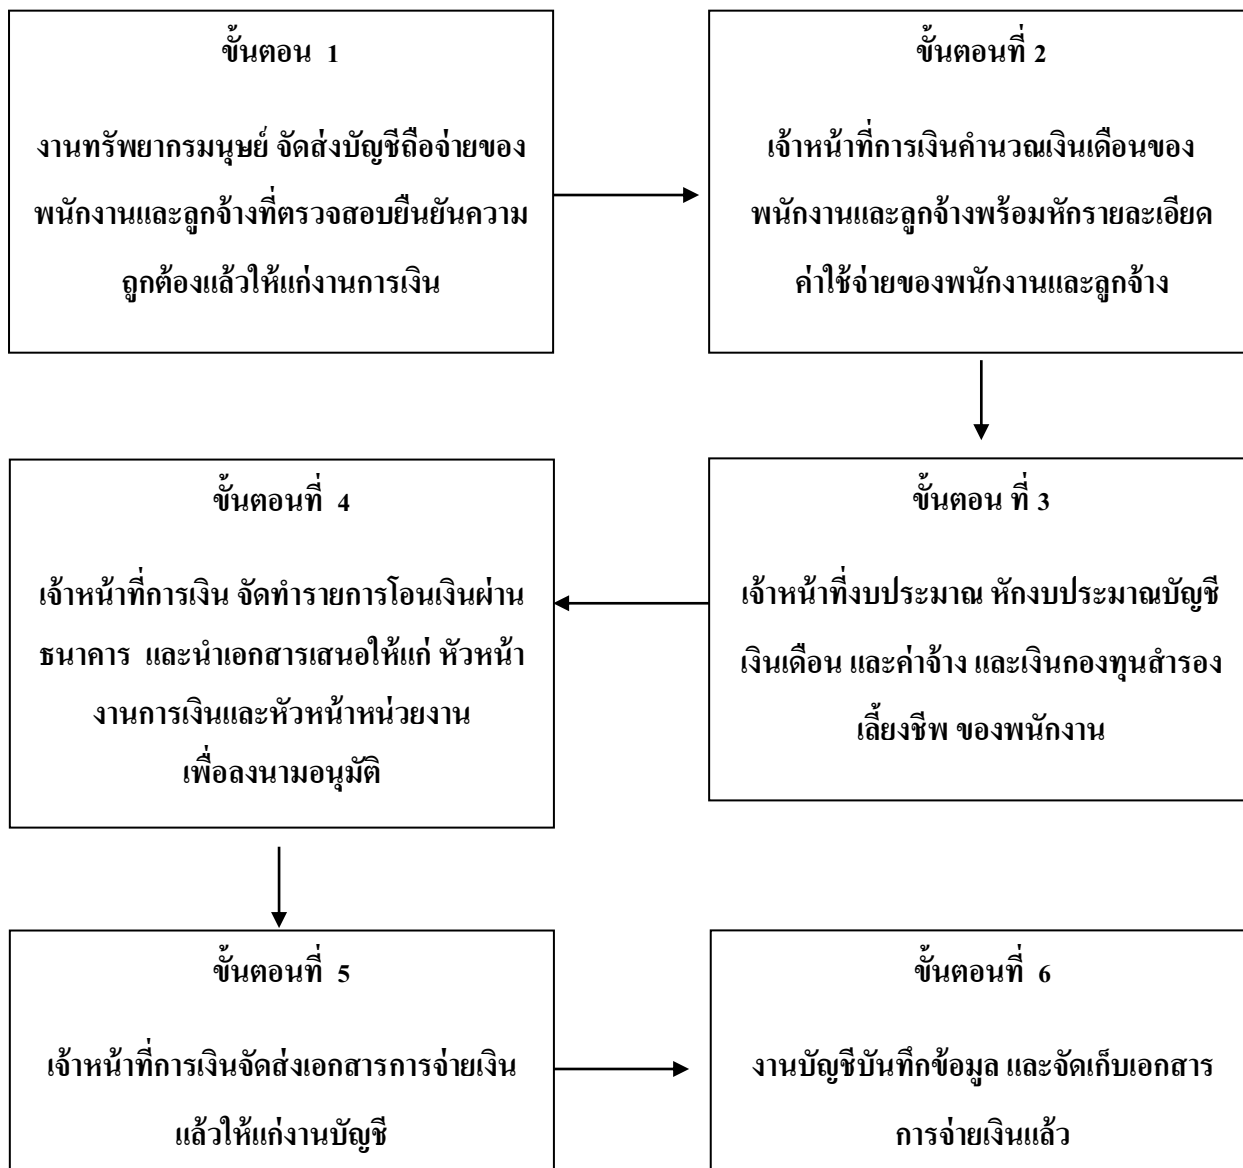 ขั้นตอน 1
งานทรัพยากรมนุษย์ จัดส่งบัญชีถือจ่ายของ
พนักงานและลูกจ้างที่ตรวจสอบยืนยันความ
ถูกต้องแล้วให้แก่งานการเงิน
ขั้นตอนที่ 2
เจ้าหน้าที่การเงินคำนวณเงินเดือนของ
พนักงานและลูกจ้างพร้อมหักรายละเอียด
ค่าใช้จ่ายของพนักงานและลูกจ้าง
ขั้นตอน ที่ 3
เจ้าหน้าที่งบประมาณ หักงบประมาณบัญชี
เงินเดือน และค่าจ้าง และเงินกองทุนสำรอง
เลี้ยงชีพ ของพนักงาน
ขั้นตอนที่ 4
เจ้าหน้าที่การเงิน จัดทำรายการโอนเงินผ่าน
ธนาคาร และนำเอกสารเสนอให้แก่ หัวหน้า
งานการเงินและหัวหน้าหน่วยงาน
เพื่อลงนามอนุมัติ
ขั้นตอนที่ 5
เจ้าหน้าที่การเงินจัดส่งเอกสารการจ่ายเงิน
แล้วให้แก่งานบัญชี
ขั้นตอนที่ 6
งานบัญชีบันทึกข้อมูล และจัดเก็บเอกสาร
การจ่ายเงินแล้ว